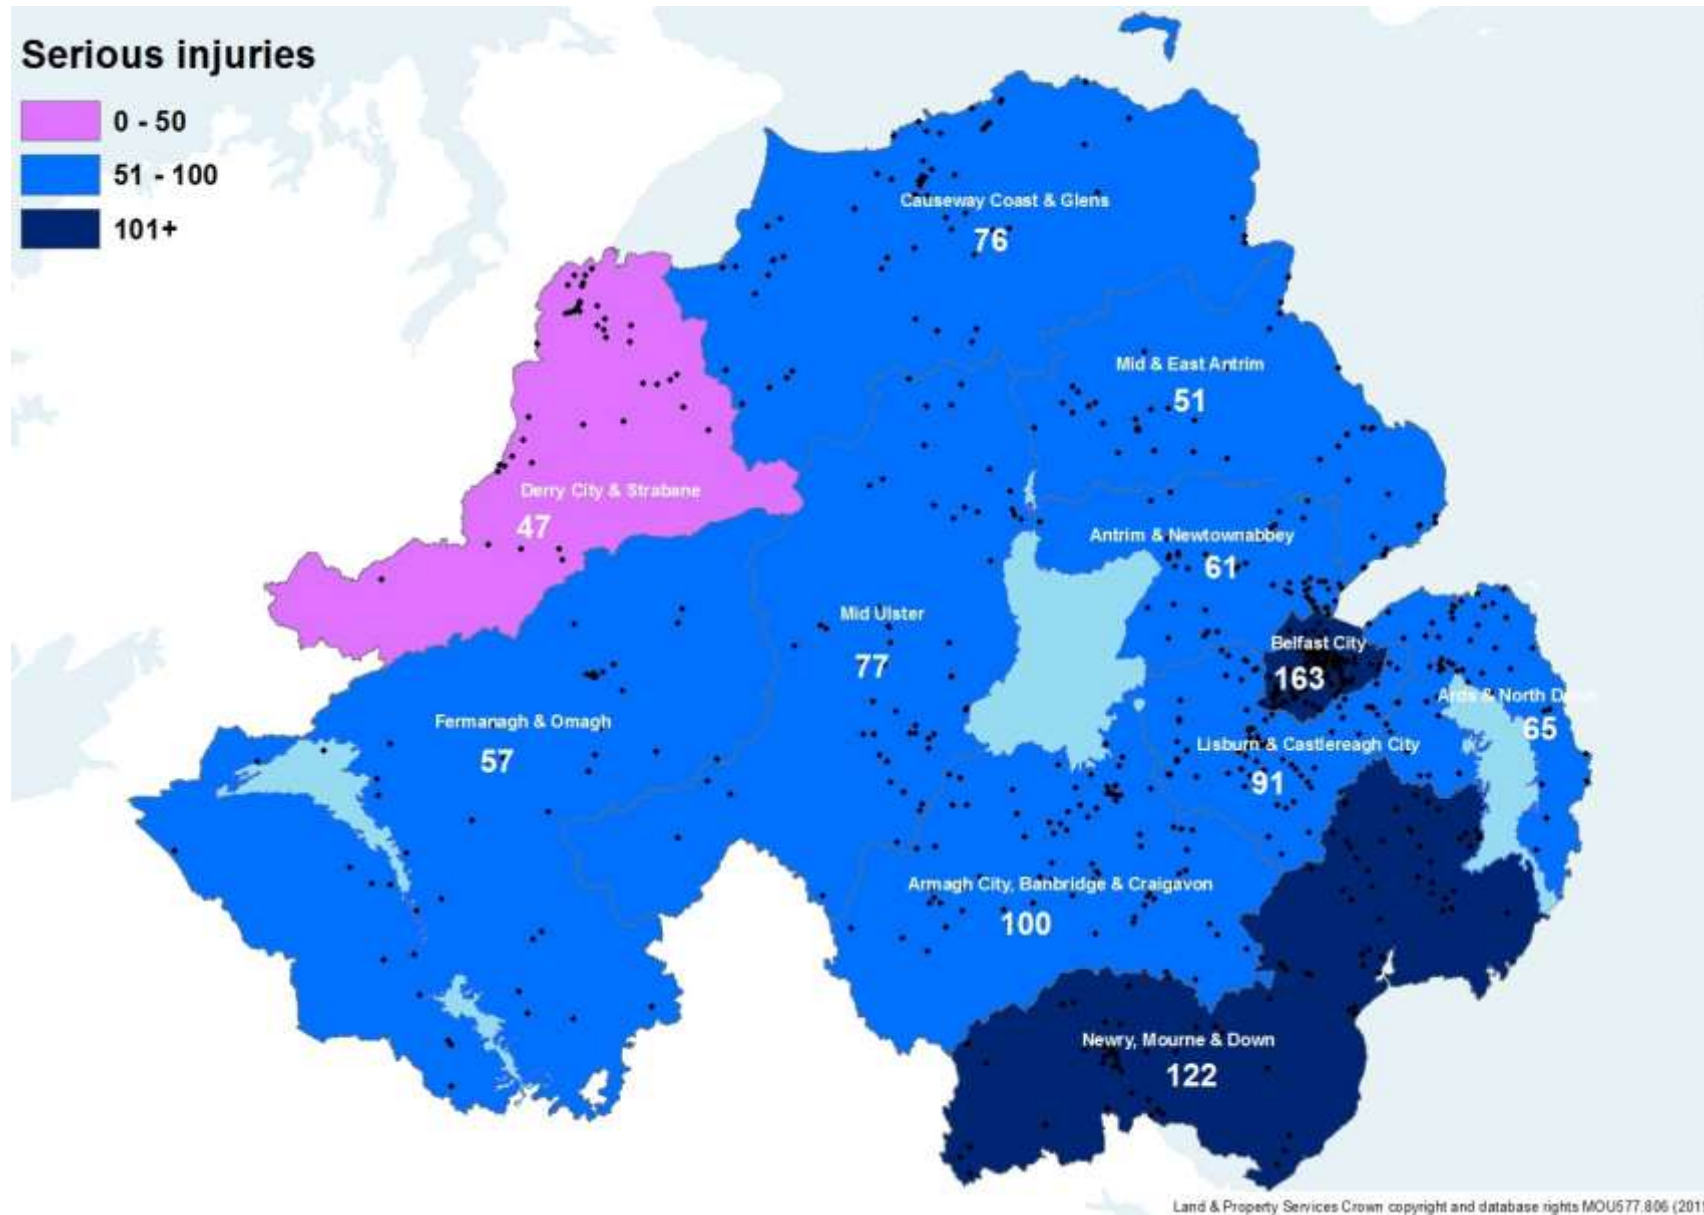 Serious injuries
0 - 50
51 - 100
101+
Causeway Coast & Glens
76
Mid & East Antrim
51
Derry City & Strabane
47
Antrim & Newtownabbey
61
Mid Ulster
77
Belfast City
163
Ards & North
65
Fermanagh & Omagh
57
Lisburn & Castlereagh City
91
Armagh City, Banbridge & Craigavon
100
Newry, Mourne & Down
122
Land & Property Services Crown copyright and database rights MOU577.806